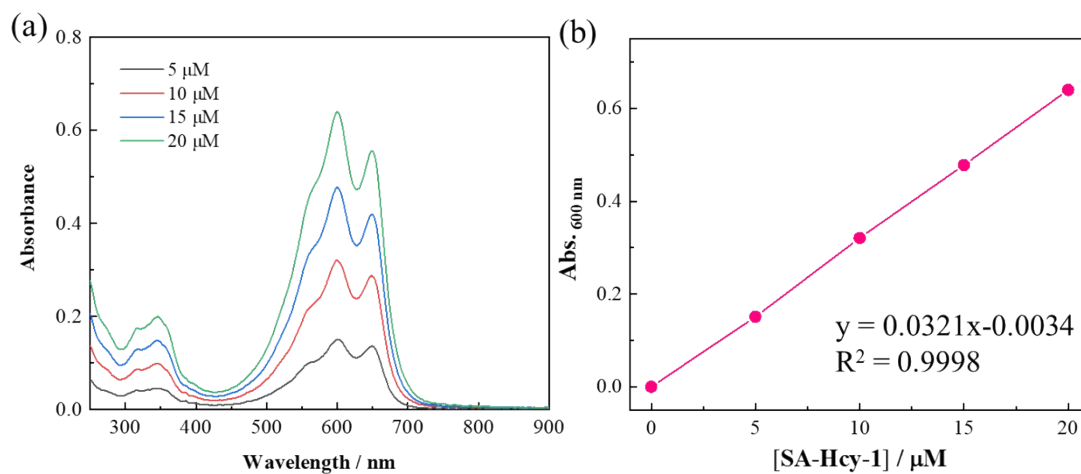 (a)
0.8
0.6
0.4
0.2
0.0
Absorbance
5 μM
10 μM
15 μM
20 μM
300 400 500 600 700 800 900
Wavelength / nm
(b)
0.6
0.4
0.2
0.0
Abs. 600 nm
y = 0.0321x-0.0034
R² = 0.9998
0 5 10 15 20
[SA-Hcy-1] / μM